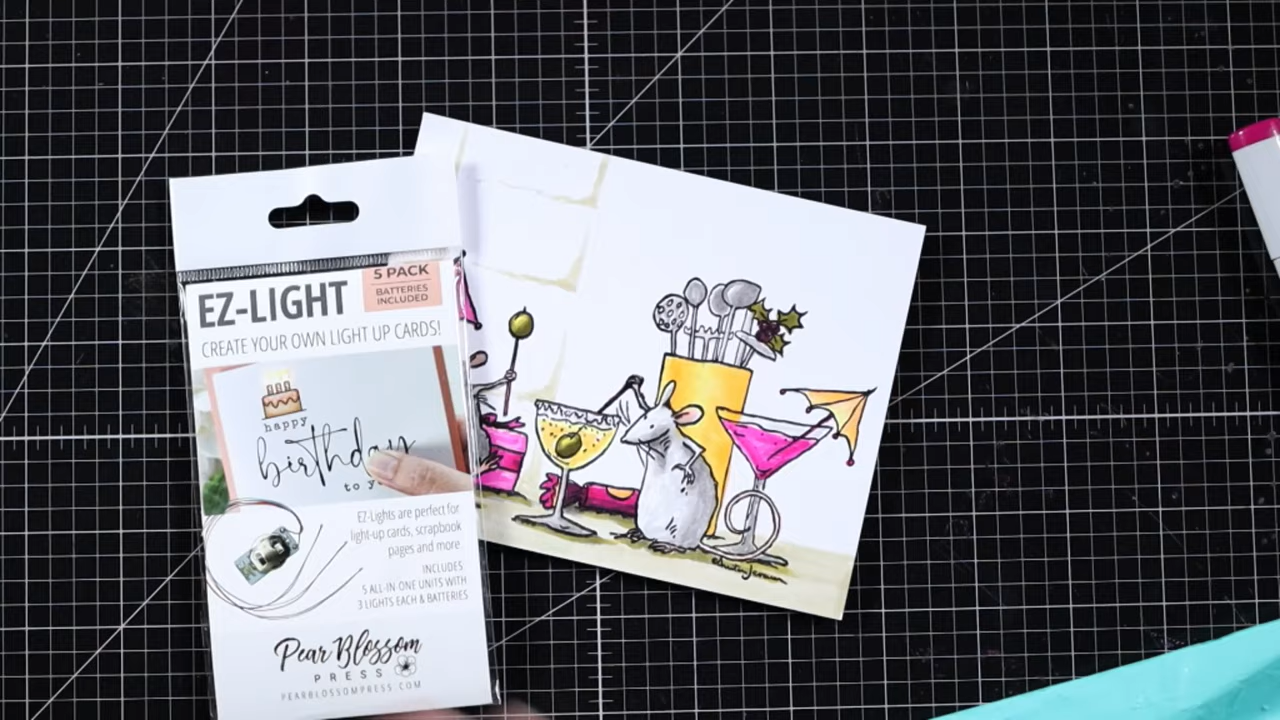 5 PACK
BATTERIES
INCLUDED
EZ-LIGHT
CREATE YOUR OWN LIGHT UP CARDS!
happy
birthday
to y
EZ-Lights are perfect for
light-up cards, scrapbook
pages and more.
INCLUDES:
5 ALL-IN-ONE UNITS WITH
3 LIGHTS EACH & BATTERIES
Pear Blossom
PRESS
PEARBLOSSOMPRESS.COM